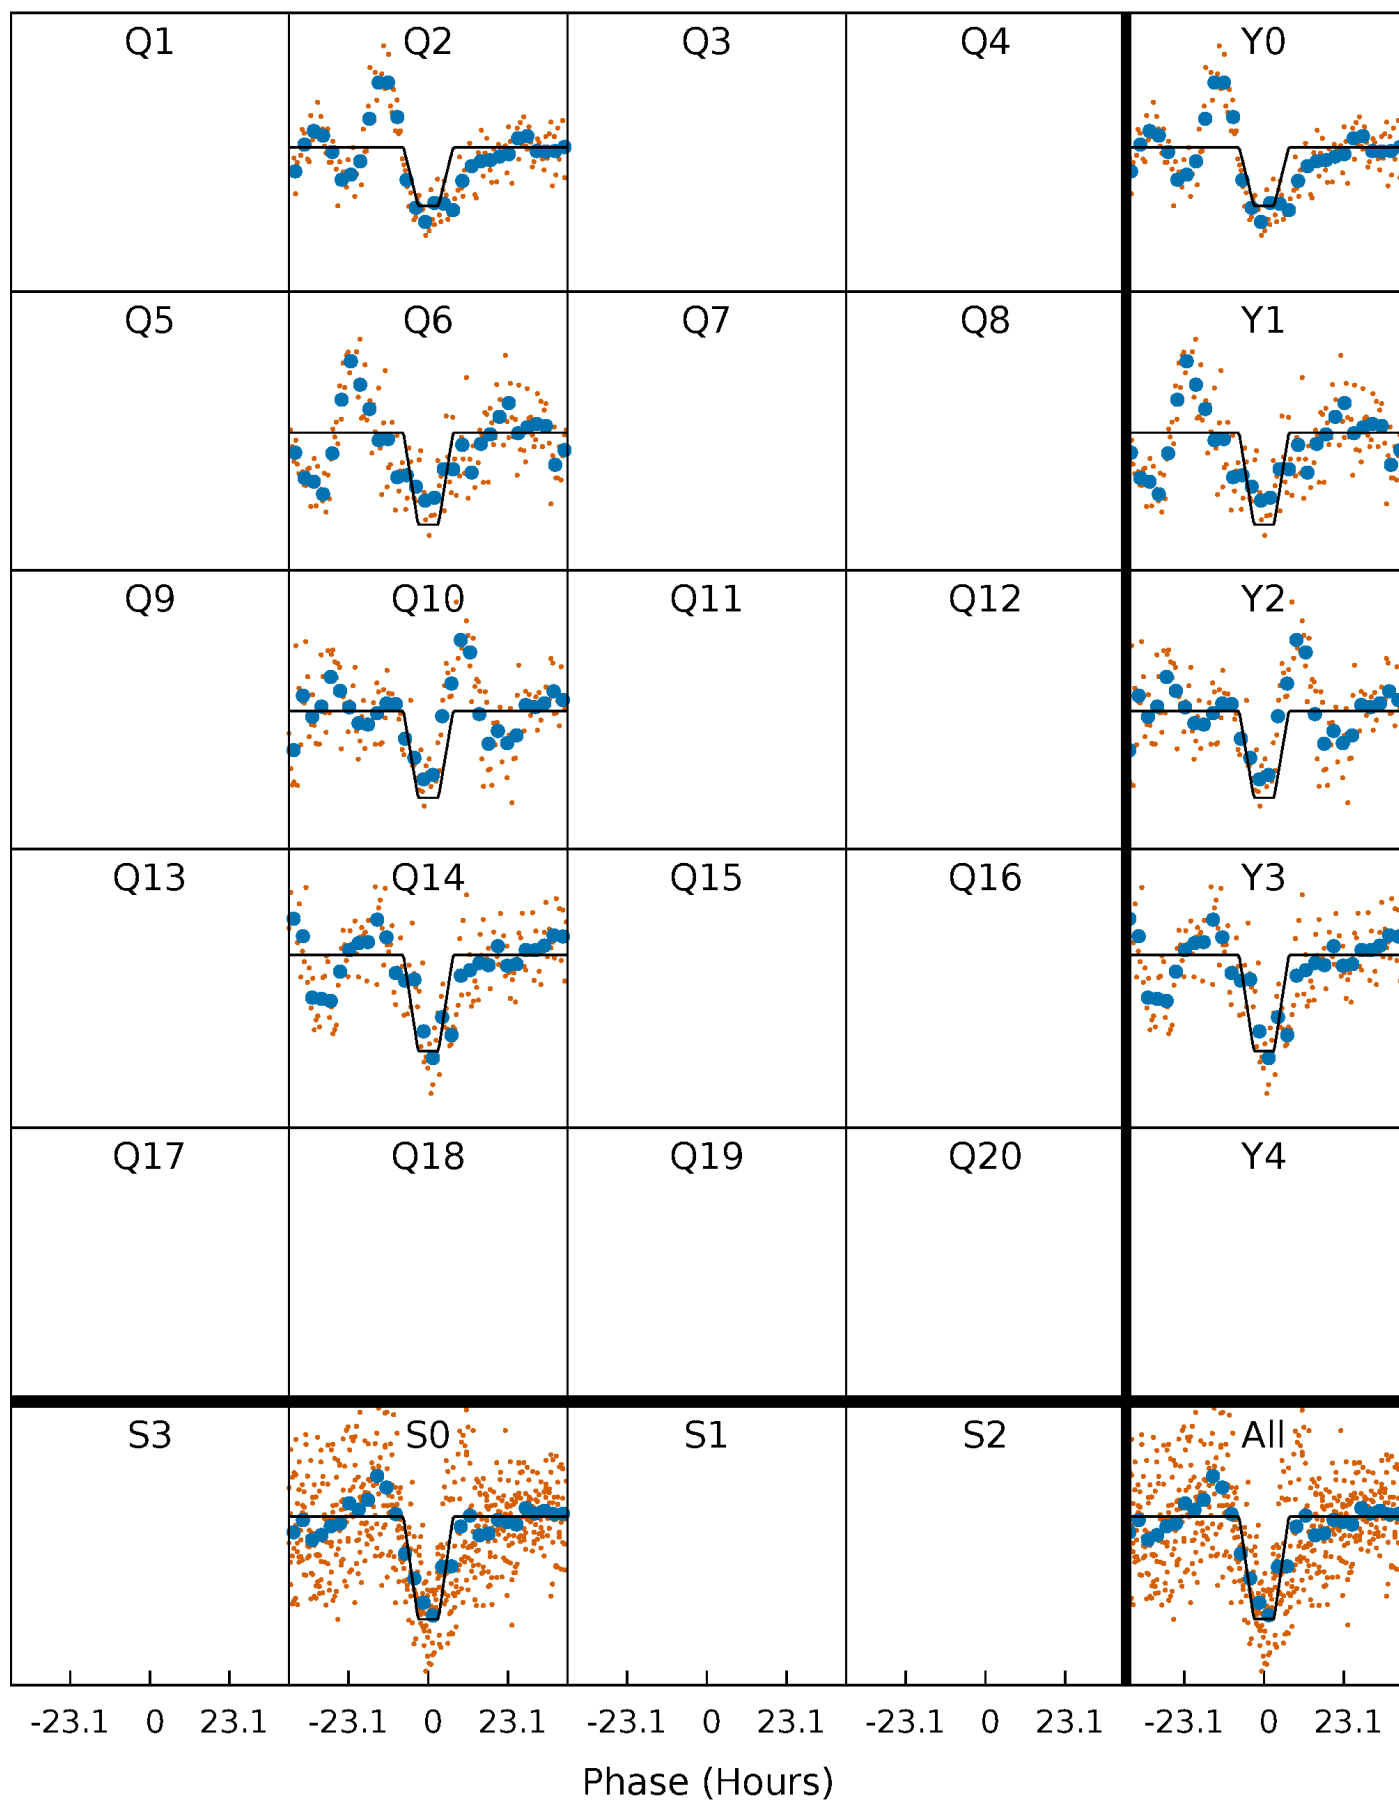 Q1 Q2 Q3 Q4 Y0
Q5 Q6 Q7 Q8 Y1
Q9 Q10 Q11 Q12 Y2
Q13 Q14 Q15 Q16 Y3
Q17 Q18 Q19 Q20 Y4
S3 S0 S1 S2 All
-23.1 0 23.1 -23.1 0 23.1 -23.1 0 23.1 -23.1 0 23.1 -23.1 0 23.1
Phase (Hours)